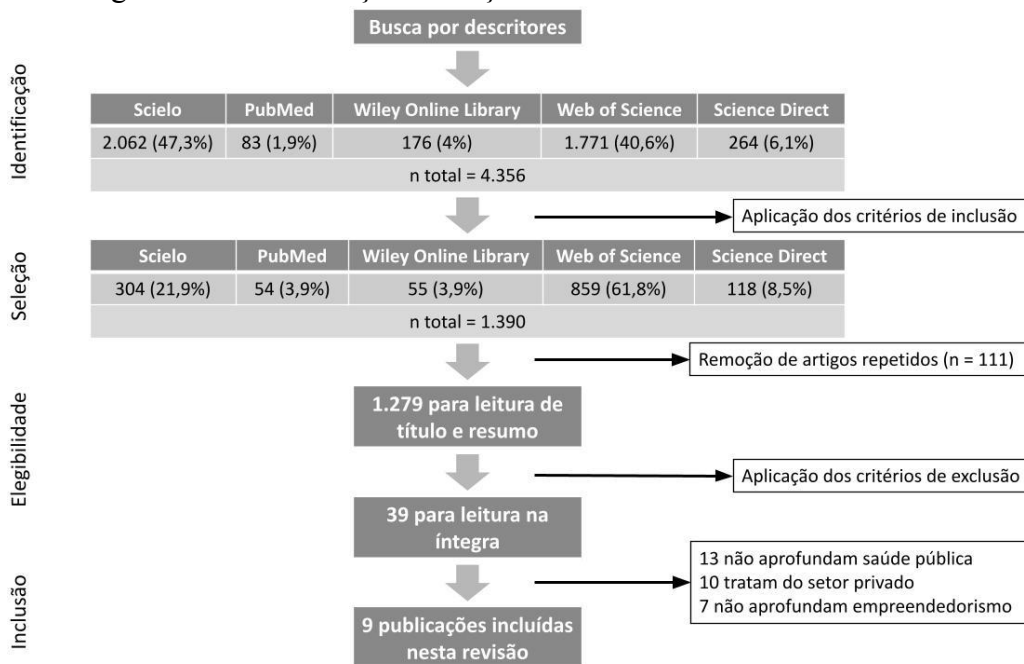 Busca por descritores
Identificação
Scielo PubMed Wiley Online Library Web of Science Science Direct
2.062 (47,3%) 83 (1,9%) 176 (4%) 1.771 (40,6%) 264 (6,1%)
n total = 4.356
Aplicação dos critérios de inclusão
Seleção
Scielo PubMed Wiley Online Library Web of Science Science Direct
304 (21,9%) 54 (3,9%) 55 (3,9%) 859 (61,8%) 118 (8,5%)
n total = 1.390
Remoção de artigos repetidos (n = 111)
Elegibilidade
1.279 para leitura de
título e resumo
Aplicação dos critérios de exclusão
39 para leitura na
íntegra
13 não aprofundam saúde pública
10 tratam do setor privado
7 não aprofundam empreendedorismo
Inclusão
9 publicações incluídas
nesta revisão